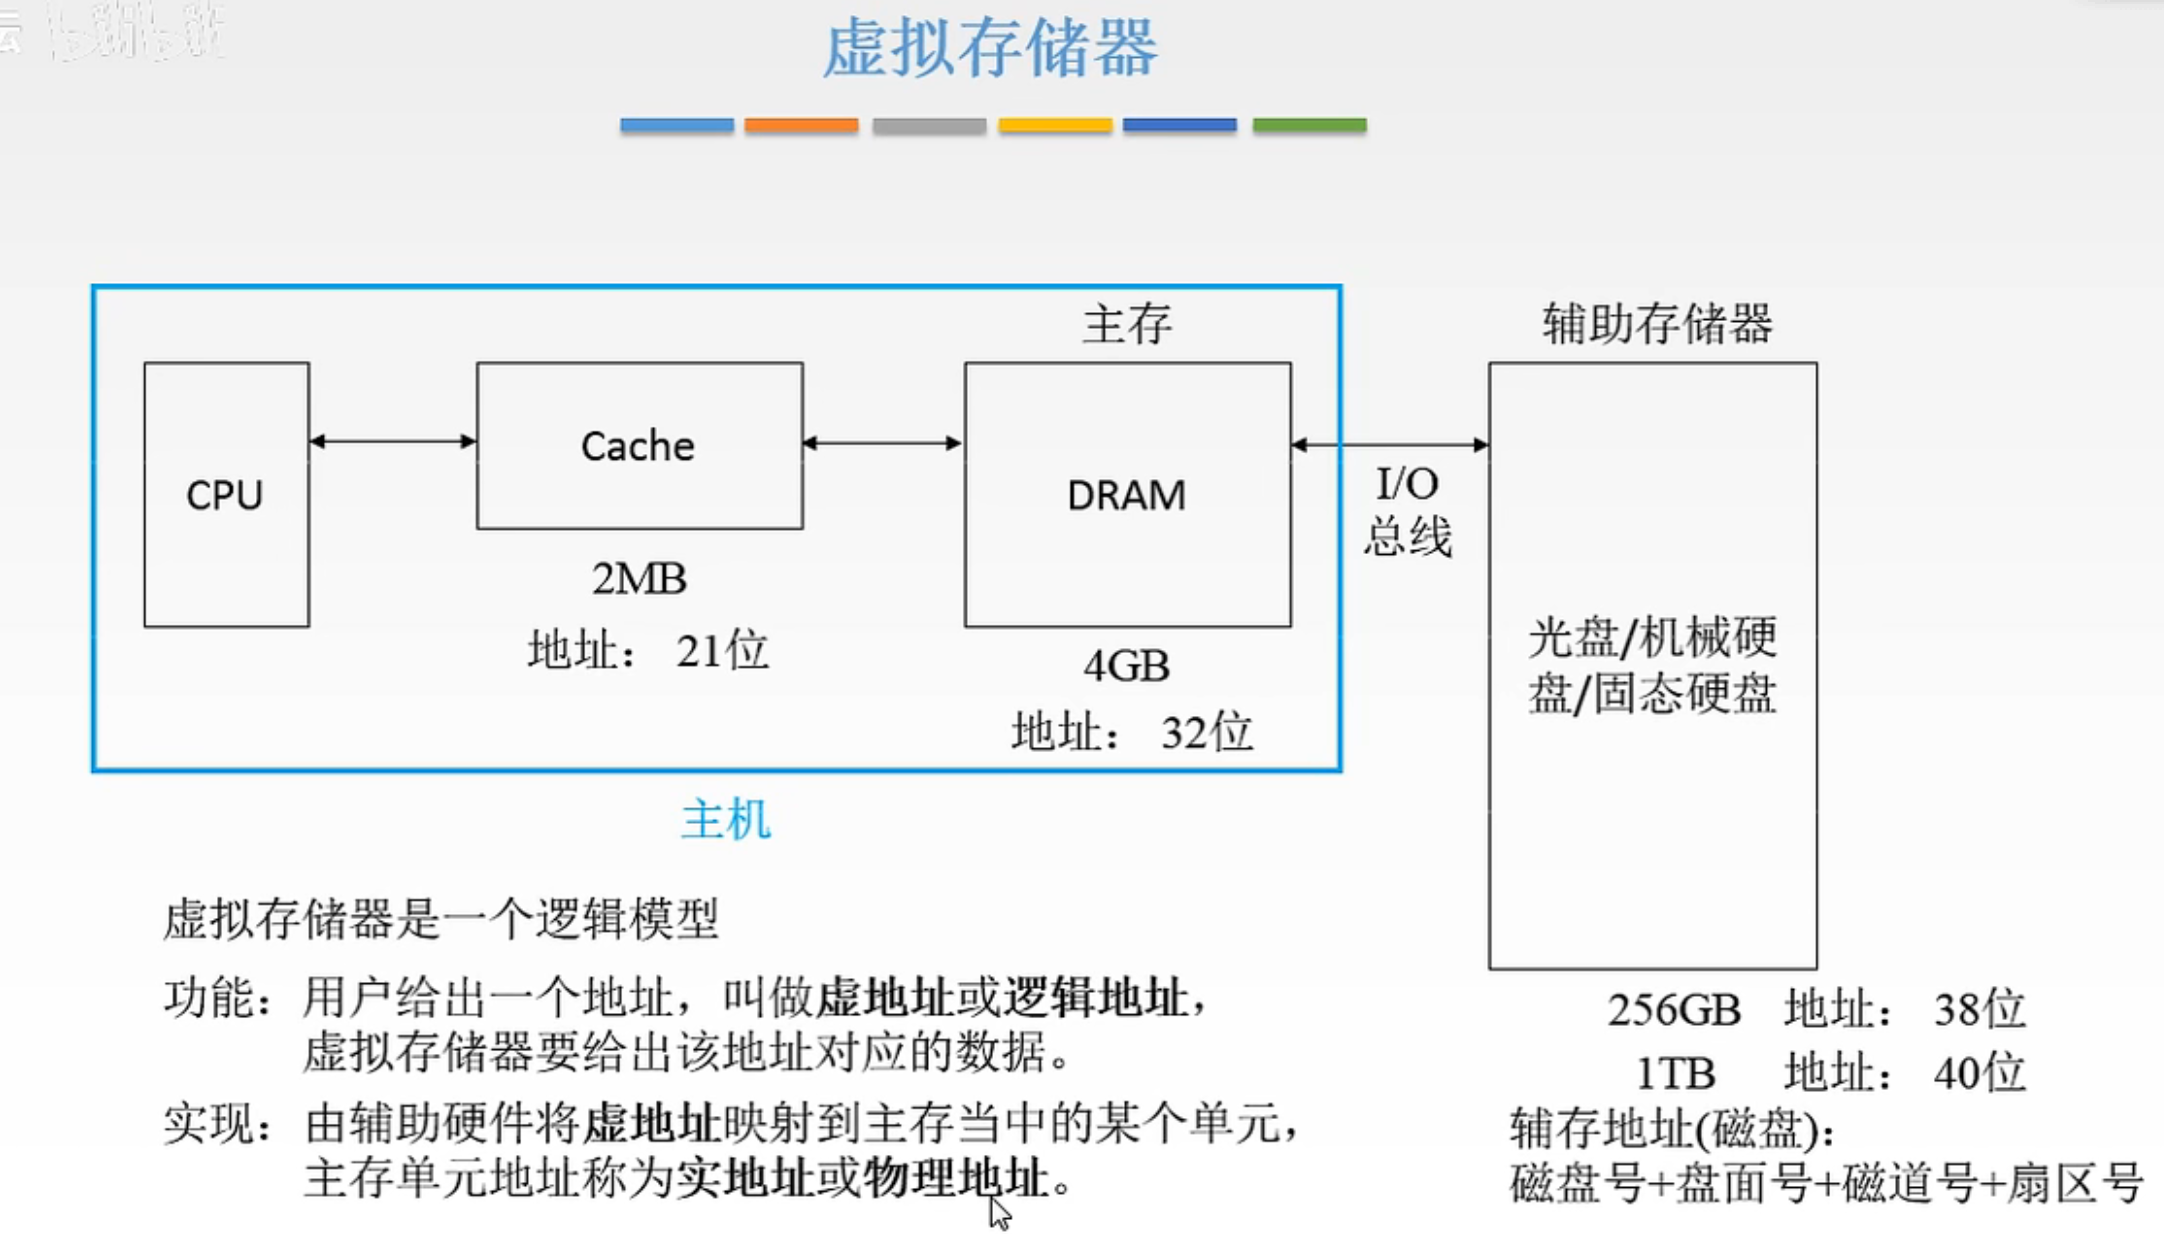 虚拟存储器
主存
辅助存储器
CPU
Cache
DRAM
I/O
总线
2MB
地址： 21位
4GB
地址： 32位
光盘/机械硬
盘/固态硬盘
主机
虚拟存储器是一个逻辑模型
功能：用户给出一个地址，叫做虚地址或逻辑地址，
虚拟存储器要给出该地址对应的数据。
实现：由辅助硬件将虚地址映射到主存当中的某个单元，
主存单元地址称为实地址或物理地址。
256GB 地址： 38位
1TB 地址： 40位
辅存地址(磁盘)：
磁盘号+盘面号+磁道号+扇区号